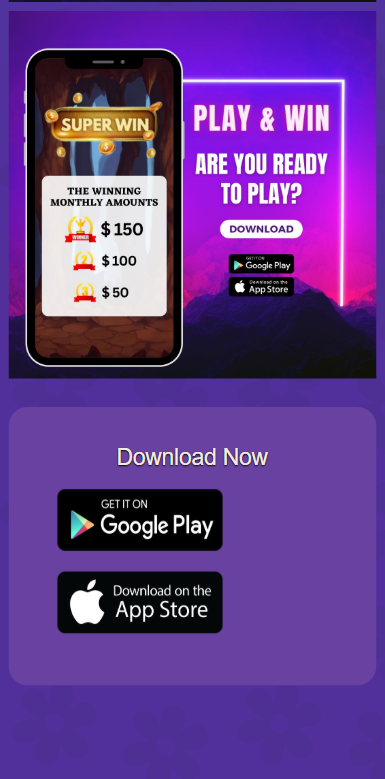 SUPER WIN
THE WINNING
MONTHLY AMOUNTS
WINNER
$ 150
2
$ 100
3
$ 50
PLAY & WIN
ARE YOU READY
TO PLAY?
DOWNLOAD
GET IT ON
Google Play
Download on the
App Store
Download Now
GET IT ON
Google Play
Download on the
App Store